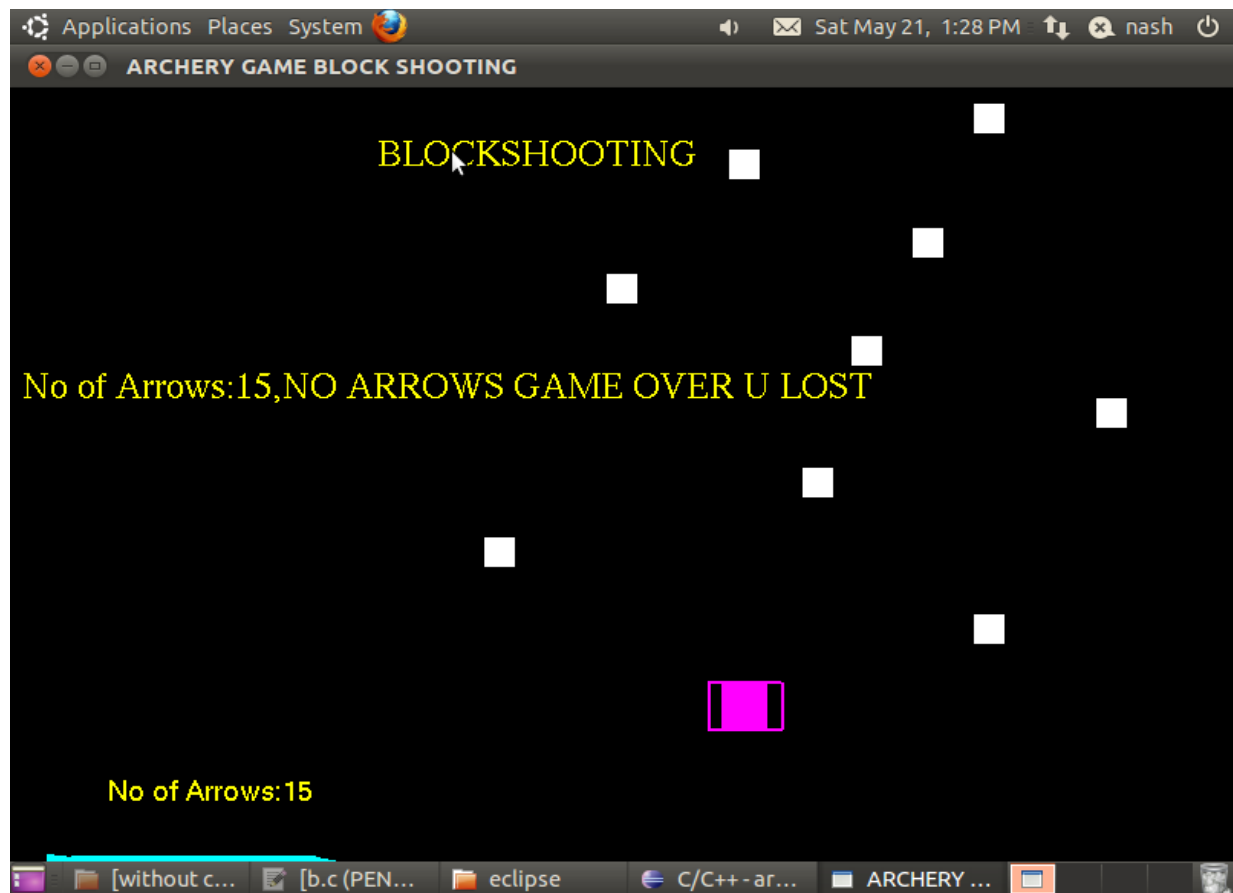 Applications Places System Sat May 21, 1:28 PM nash
ARCHERY GAME BLOCK SHOOTING
BLOCKSHOOTING
No of Arrows:15,NO ARROWS GAME OVER U LOST
No of Arrows:15
[without c... [b.c (PEN... eclipse C/C++ - ar... ARCHERY ...